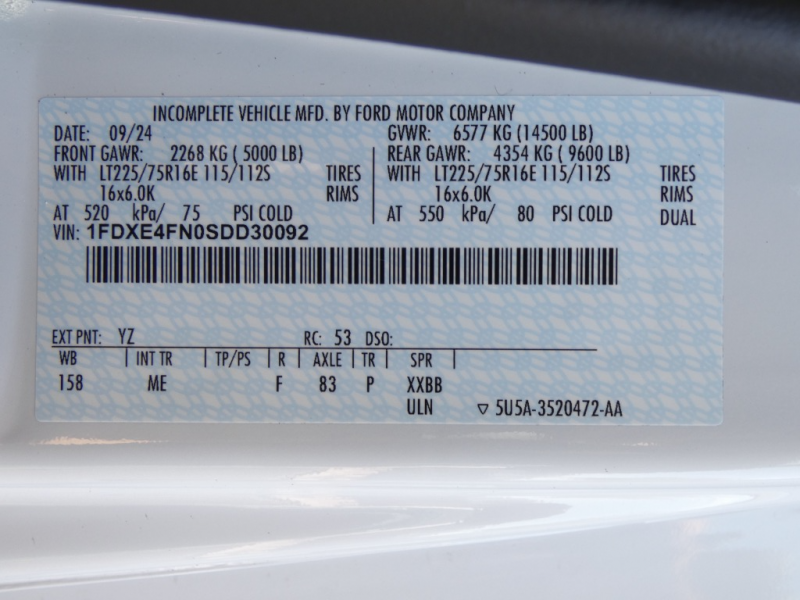 INCOMPLETE VEHICLE MFD. BY FORD MOTOR COMPANY
DATE: 09/24 GVWR: 6577 KG (14500 LB)
FRONT GAWR: 2268 KG ( 5000 LB) REAR GAWR: 4354 KG ( 9600 LB)
WITH LT225/75R16E 115/112S TIRES WITH LT225/75R16E 115/112S TIRES
16x6.0K RIMS 16x6.0K RIMS
AT 520 kPa/ 75 PSI COLD AT 550 kPa/ 80 PSI COLD DUAL
VIN: 1FDXE4FN0SDD30092
EXT PNT: YZ RC: 53 DSO:
WB INT TR TP/PS R AXLE TR SPR
158 ME F 83 P XXBB
ULN ▽ 5U5A-3520472-AA